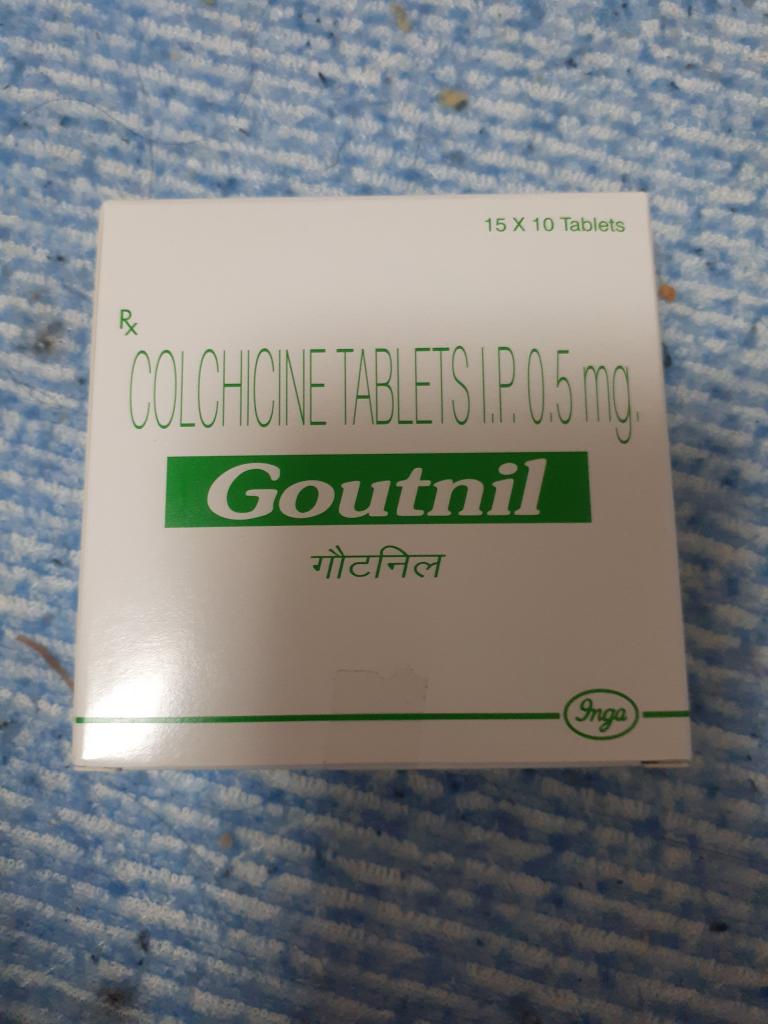 15 X 10 Tablets
Rx
COLCHICINE TABLETS I.P. 0.5 mg.
Goutnil
गौटनिल
Inga